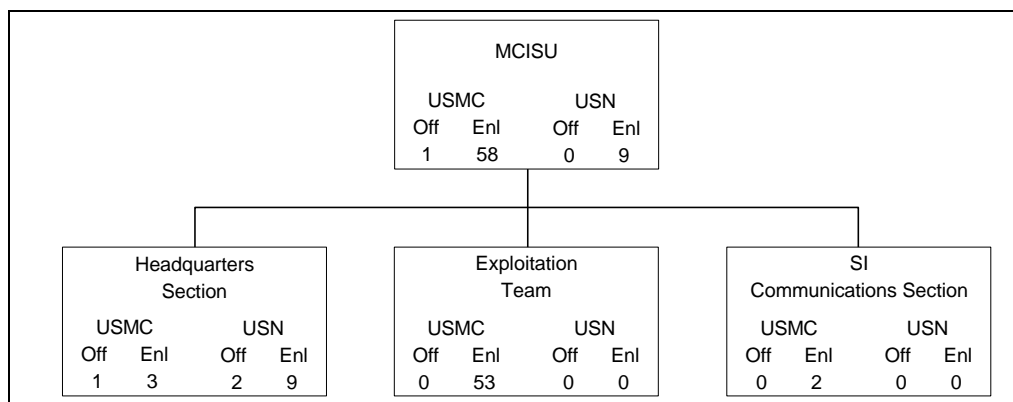 MCISU
USMC USN
Off Enl Off Enl
1 58 0 9
Headquarters
Section
USMC USN
Off Enl Off Enl
1 3 2 9
Exploitation
Team
USMC USN
Off Enl Off Enl
0 53 0 0
SI
Communications Section
USMC USN
Off Enl Off Enl
0 2 0 0